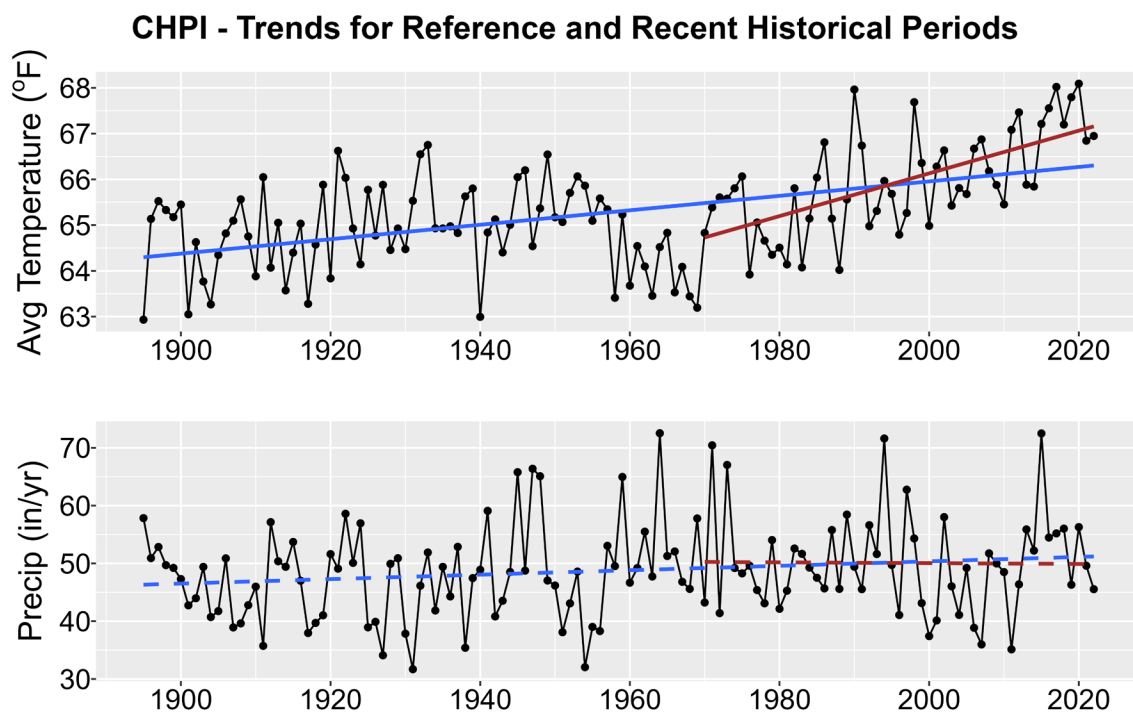 CHPI - Trends for Reference and Recent Historical Periods
Avg Temperature (ºF)
68
67
66
65
64
63
1900 1920 1940 1960 1980 2000 2020
Precip (in/yr)
70
60
50
40
30
1900 1920 1940 1960 1980 2000 2020